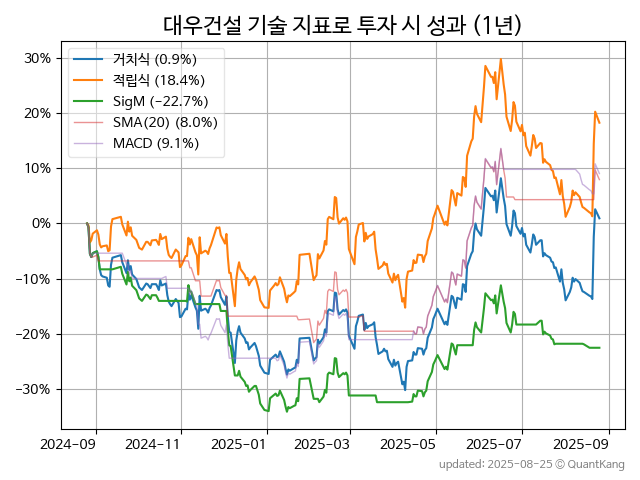 대우건설 기술 지표로 투자 시 성과 (1년)
거치식 (0.9%)
적립식 (18.4%)
SigM (−22.7%)
SMA(20) (8.0%)
MACD (9.1%)
30%
20%
10%
0%
−10%
−20%
−30%
2024-09 2024-11 2025-01 2025-03 2025-05 2025-07 2025-09
updated: 2025-08-25 © QuantKang